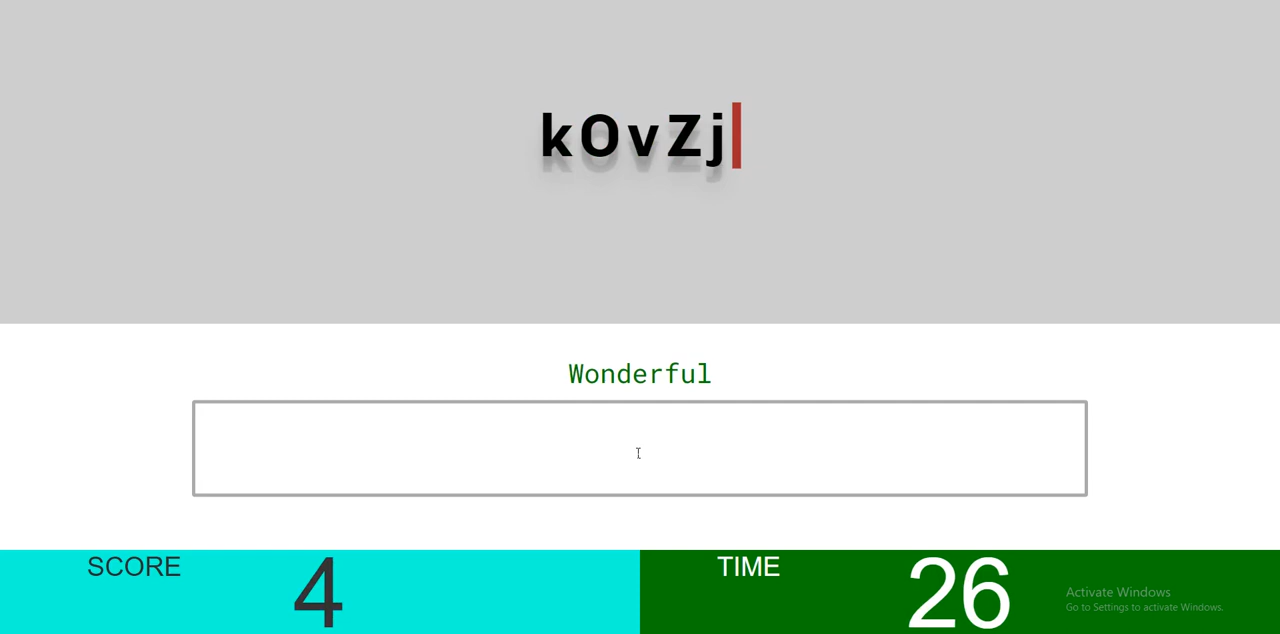 kOvZj
Wonderful
SCORE 4
TIME 26
Activate Windows
Go to Settings to activate Windows.